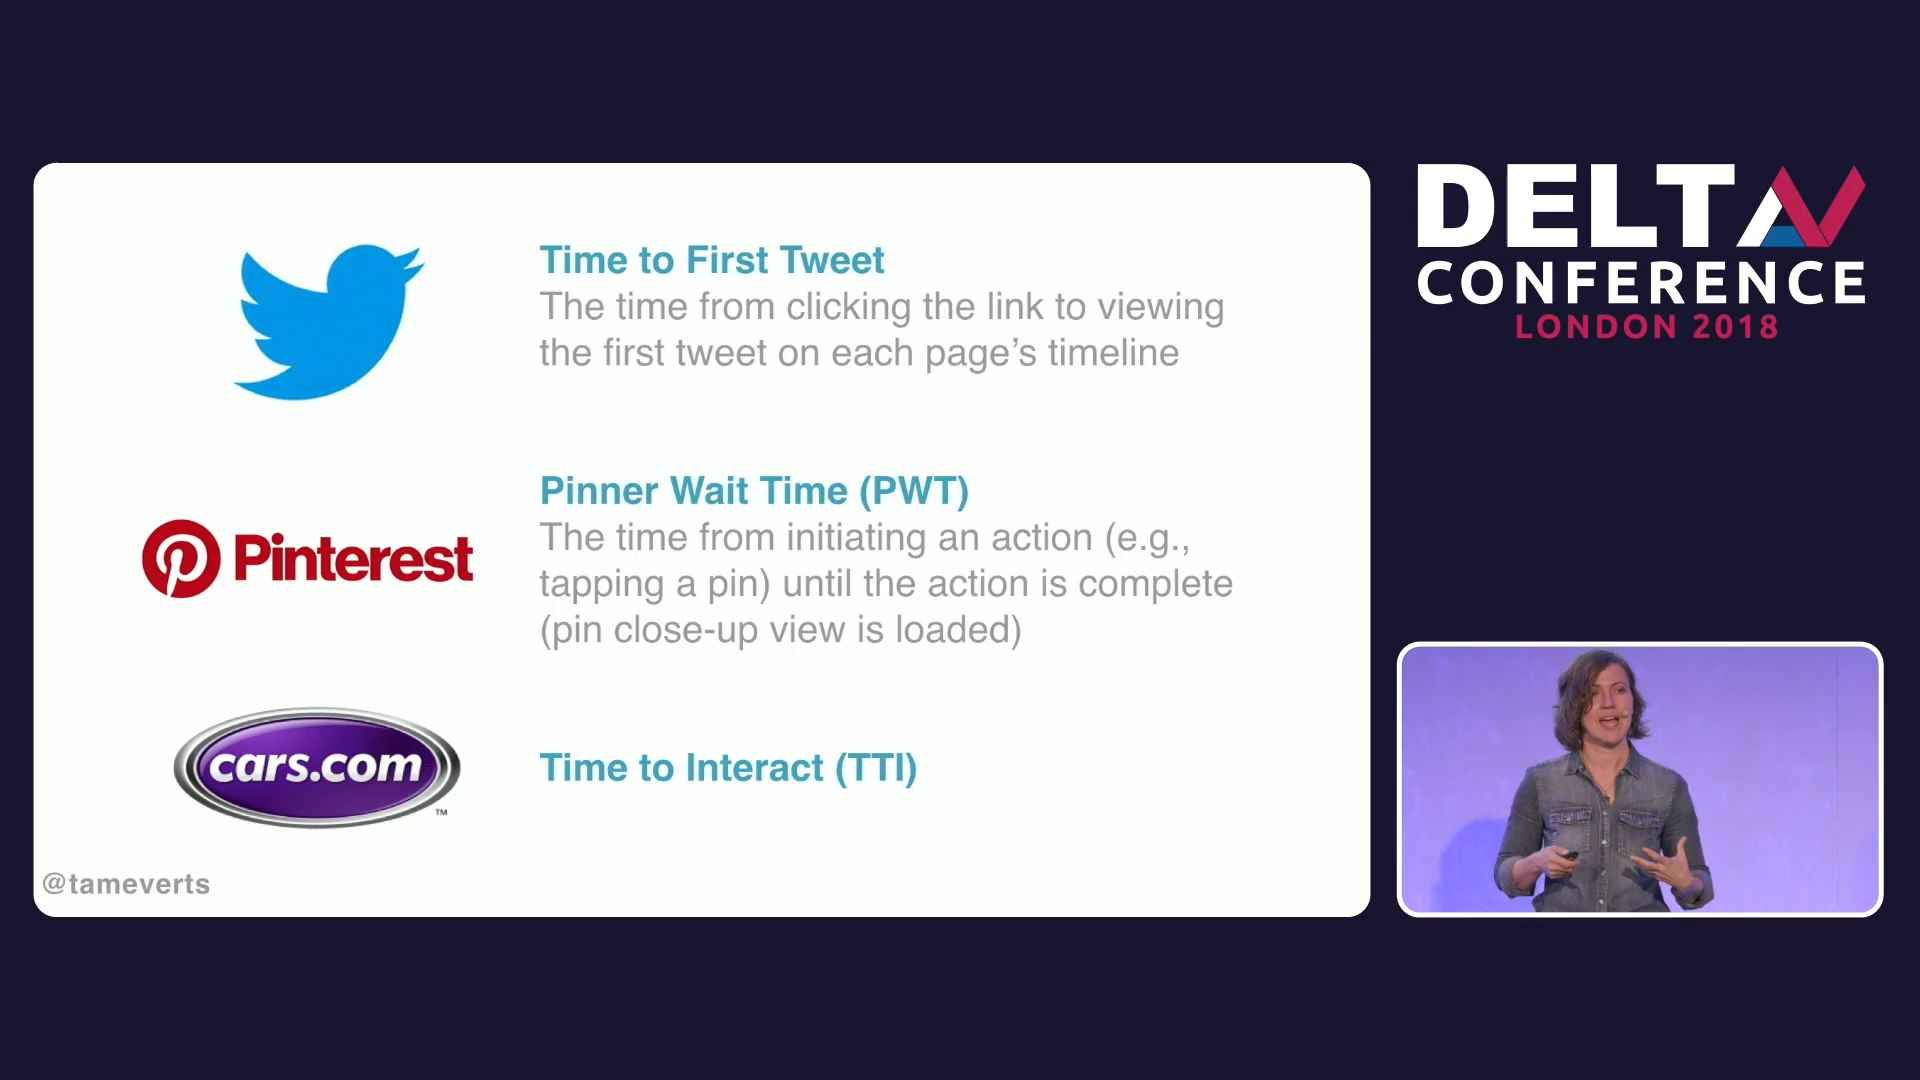 Time to First Tweet
The time from clicking the link to viewing
the first tweet on each page's timeline
Pinterest
Pinner Wait Time (PWT)
The time from initiating an action (e.g.,
tapping a pin) until the action is complete
(pin close-up view is loaded)
cars.com
™
Time to Interact (TTI)
@tameverts
DELTA V
CONFERENCE
LONDON 2018